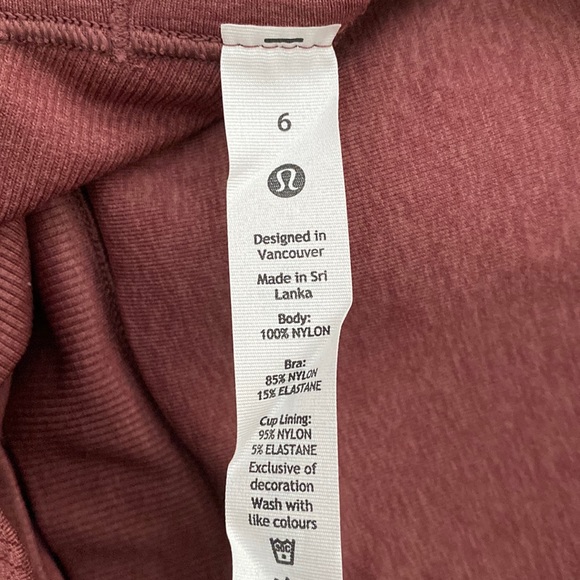 6
Designed in
Vancouver
Made in Sri
Lanka
Body:
100% NYLON
Bra:
85% NYLON
15% ELASTANE
Cup Lining:
95% NYLON
5% ELASTANE
Exclusive of
decoration
Wash with
like colours